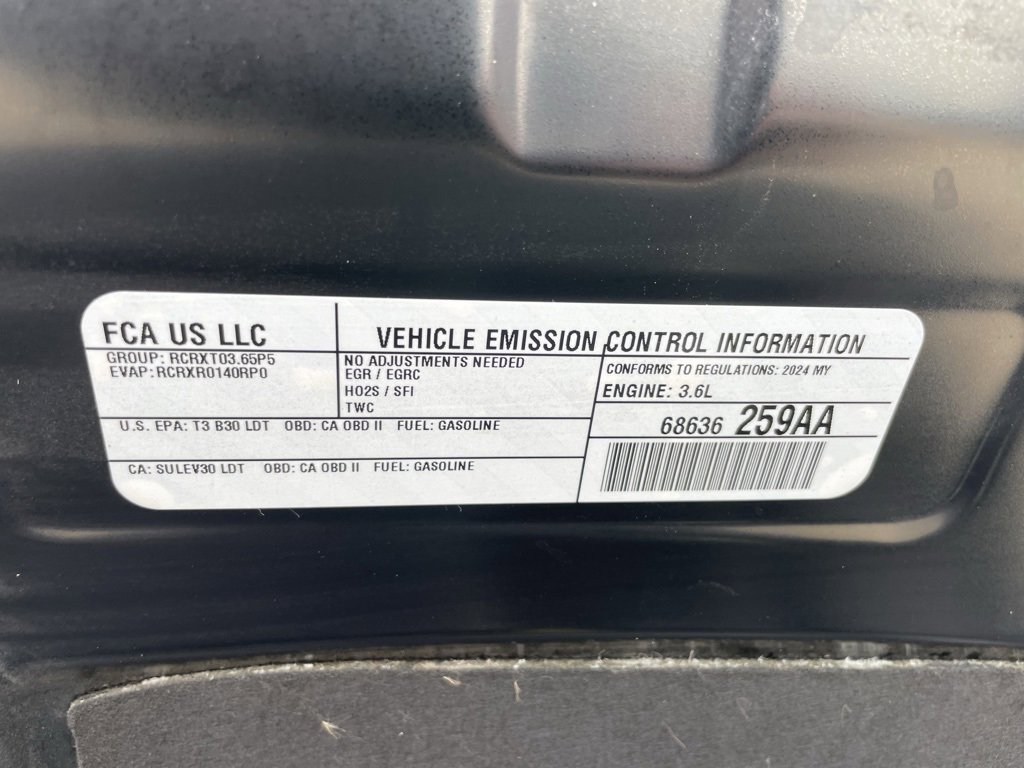 FCA US LLC
VEHICLE EMISSION CONTROL INFORMATION
GROUP: RCRXT03.65P5
EVAP: RCRXR0140RP0
NO ADJUSTMENTS NEEDED
EGR / EGRC
HO2S / SFI
TWC
CONFORMS TO REGULATIONS: 2024 MY
ENGINE: 3.6L
U.S. EPA: T3 B30 LDT OBD: CA OBD II FUEL: GASOLINE
68636 259AA
CA: SULEV30 LDT OBD: CA OBD II FUEL: GASOLINE